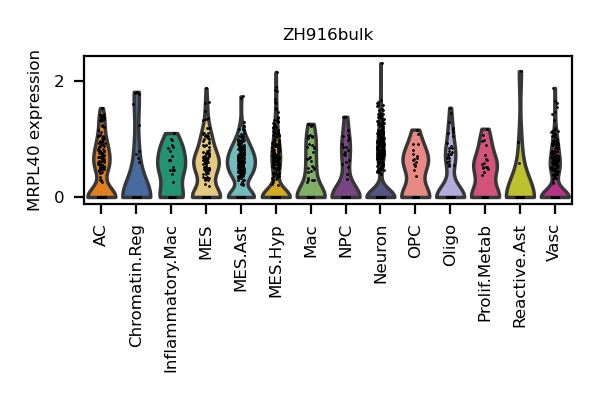 ZH916bulk
MRPL40 expression
2
0
AC
Chromatin.Reg
Inflammatory.Mac
MES
MES.Ast
MES.Hyp
Mac
NPC
Neuron
OPC
Oligo
Prolif.Metab
Reactive.Ast
Vasc